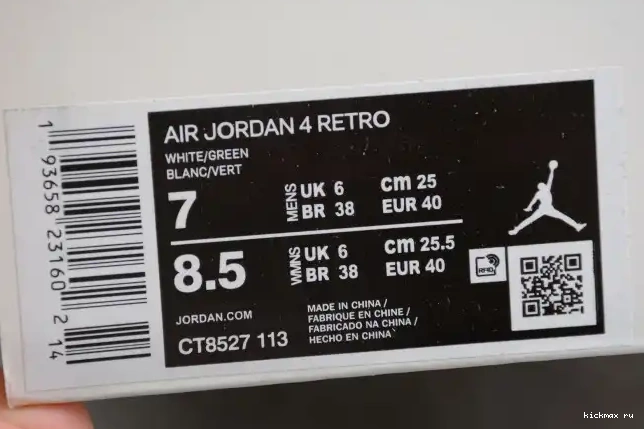 AIR JORDAN 4 RETRO
WHITE/GREEN
BLANC/VERT
7 MENS UK 6 cm 25
BR 38 EUR 40
8.5 WMNS UK 6 cm 25.5
BR 38 EUR 40
RFID
JORDAN.COM
CT8527 113
MADE IN CHINA /
FABRIQUE EN CHINE /
FABRICADO NA CHINA /
HECHO EN CHINA
1 93658 23160 2 14
kickmax ru